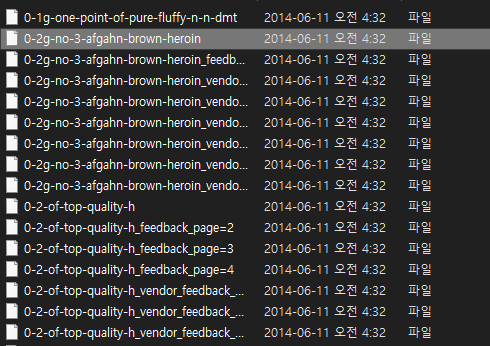 0-1g-one-point-of-pure-fluffy-n-n-dmt 2014-06-11 오전 4:32 파일
0-2g-no-3-afgahn-brown-heroin 2014-06-11 오전 4:32 파일
0-2g-no-3-afgahn-brown-heroin_feedb... 2014-06-11 오전 4:32 파일
0-2g-no-3-afgahn-brown-heroin_vendo... 2014-06-11 오전 4:32 파일
0-2g-no-3-afgahn-brown-heroin_vendo... 2014-06-11 오전 4:32 파일
0-2g-no-3-afgahn-brown-heroin_vendo... 2014-06-11 오전 4:32 파일
0-2g-no-3-afgahn-brown-heroin_vendo... 2014-06-11 오전 4:32 파일
0-2g-no-3-afgahn-brown-heroin_vendo... 2014-06-11 오전 4:32 파일
0-2g-no-3-afgahn-brown-heroin_vendo... 2014-06-11 오전 4:32 파일
0-2-of-top-quality-h 2014-06-11 오전 4:32 파일
0-2-of-top-quality-h_feedback_page=2 2014-06-11 오전 4:32 파일
0-2-of-top-quality-h_feedback_page=3 2014-06-11 오전 4:32 파일
0-2-of-top-quality-h_feedback_page=4 2014-06-11 오전 4:32 파일
0-2-of-top-quality-h_vendor_feedback_... 2014-06-11 오전 4:32 파일
0-2-of-top-quality-h_vendor_feedback_... 2014-06-11 오전 4:32 파일
0-2-of-top-quality-h_vendor_feedback_... 2014-06-11 오전 4:32 파일